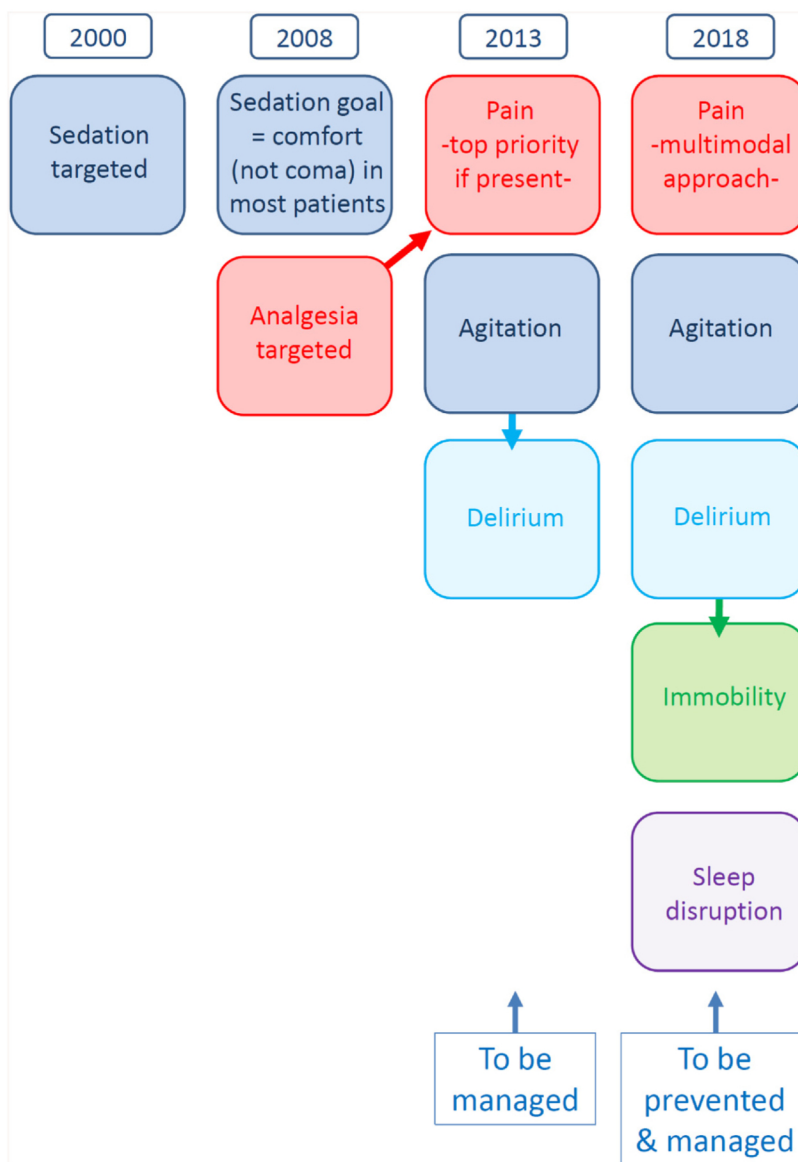 2000
2008
2013
2018
Sedation
targeted
Sedation goal
= comfort
(not coma) in
most patients
Pain
-top priority
if present-
Pain
-multimodal
approach-
Analgesia
targeted
Agitation
Agitation
Delirium
Delirium
Immobility
Sleep
disruption
To be
managed
To be
prevented
& managed